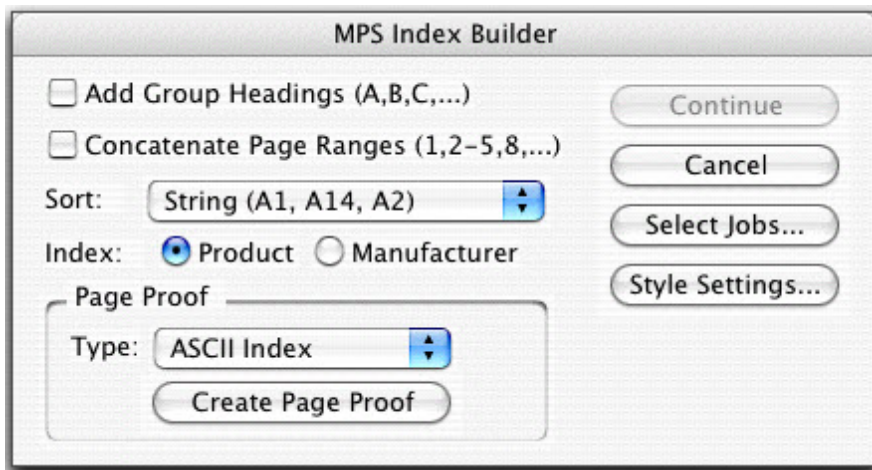 MPS Index Builder
Add Group Headings (A,B,C,...)
Concatenate Page Ranges (1,2-5,8,...)
Sort: String (A1, A14, A2)
Index: Product Manufacturer
Page Proof
Type: ASCII Index
Create Page Proof
Continue
Cancel
Select Jobs...
Style Settings...